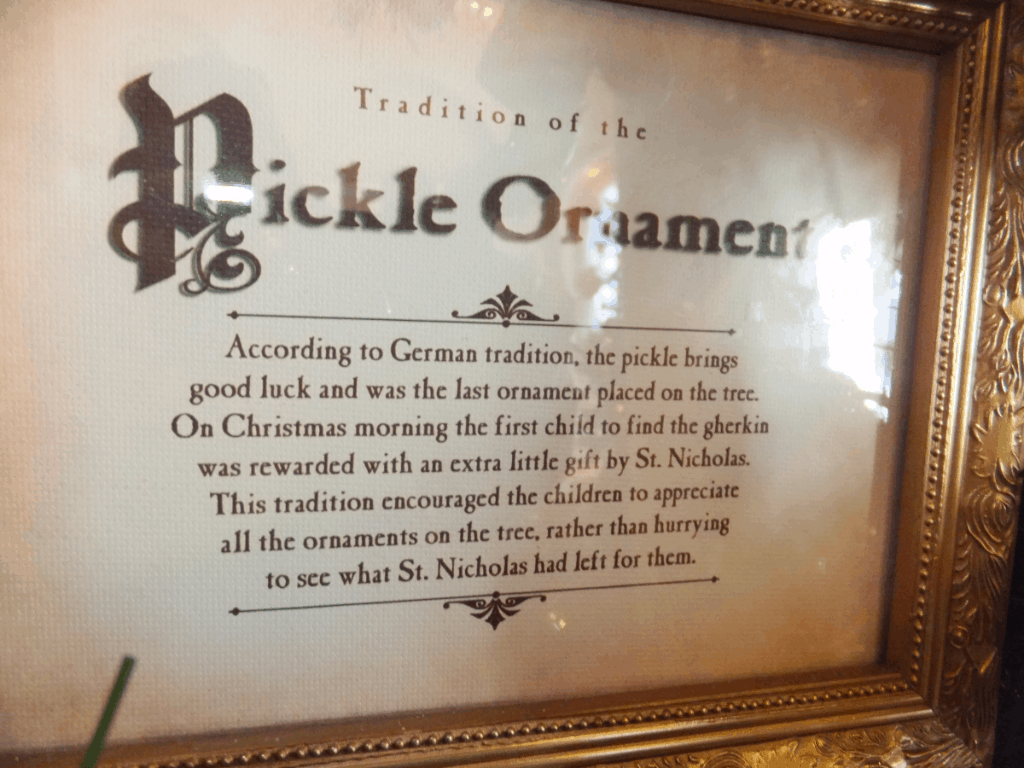 Tradition of the
Pickle Ornament
According to German tradition, the pickle brings
good luck and was the last ornament placed on the tree.
On Christmas morning the first child to find the gherkin
was rewarded with an extra little gift by St. Nicholas.
This tradition encouraged the children to appreciate
all the ornaments on the tree, rather than hurrying
to see what St. Nicholas had left for them.